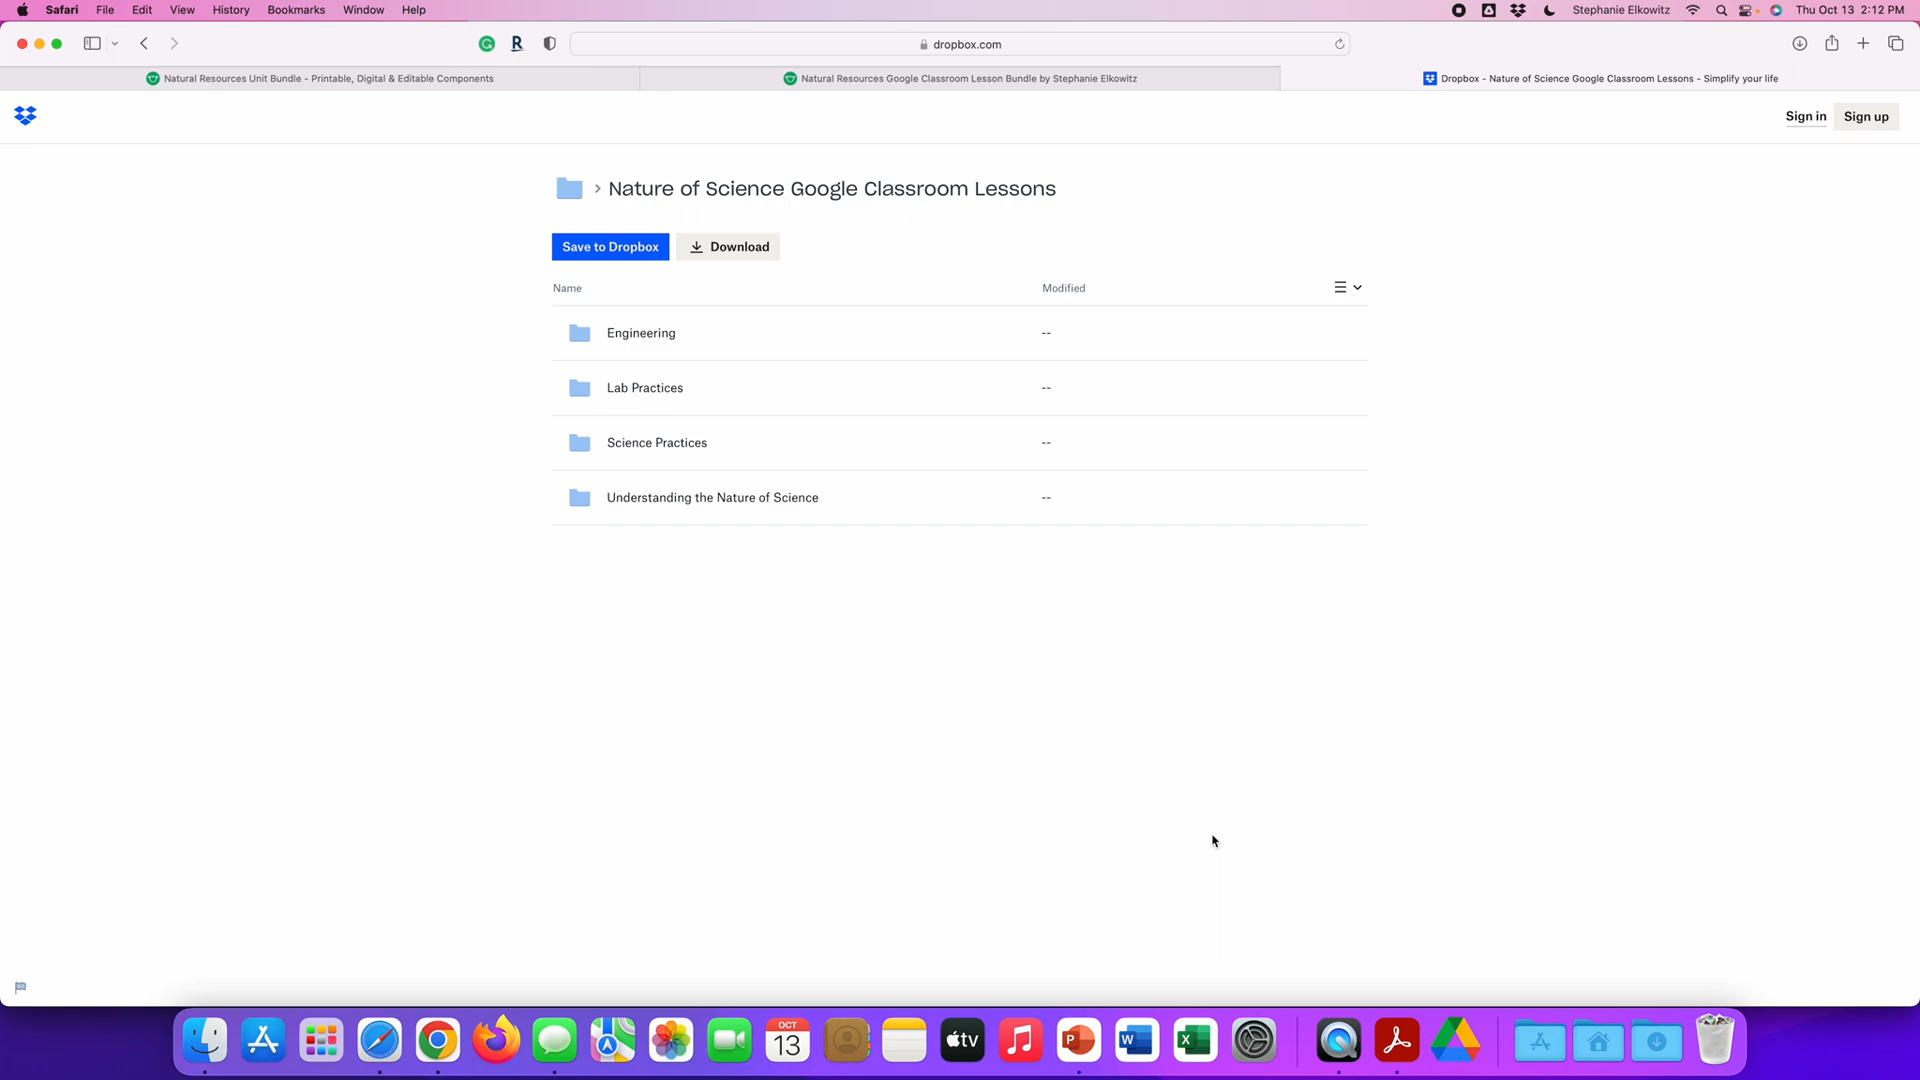 Safari File Edit View History Bookmarks Window Help Stephanie Elkowitz Thu Oct 13 2:12 PM
R dropbox.com
Natural Resources Unit Bundle - Printable, Digital & Editable Components Natural Resources Google Classroom Lesson Bundle by Stephanie Elkowitz Dropbox - Nature of Science Google Classroom Lessons - Simplify your life
Sign in Sign up
› Nature of Science Google Classroom Lessons
Save to Dropbox Download
Name Modified
Engineering --
Lab Practices --
Science Practices --
Understanding the Nature of Science --
OCT
13 tv P W X